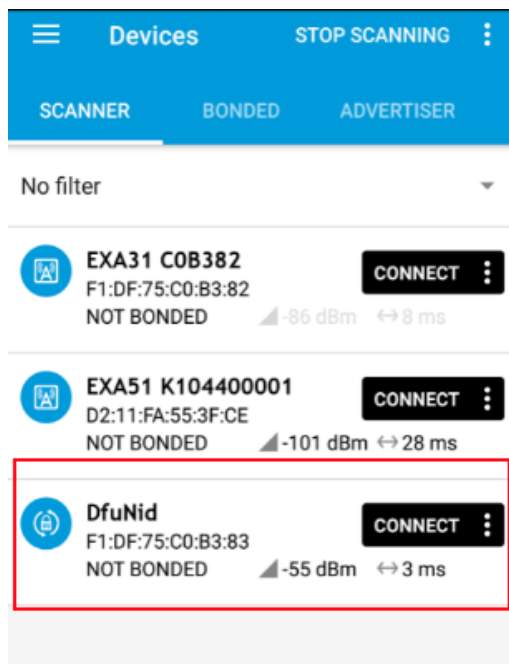 Devices STOP SCANNING
SCANNER BONDED ADVERTISER
No filter
EXA31 C0B382
CONNECT
F1:DF:75:C0:B3:82
NOT BONDED -86 dBm 8 ms
EXA51 K104400001
CONNECT
D2:11:FA:55:3F:CE
NOT BONDED -101 dBm 28 ms
DfuNid
CONNECT
F1:DF:75:C0:B3:83
NOT BONDED -55 dBm 3 ms